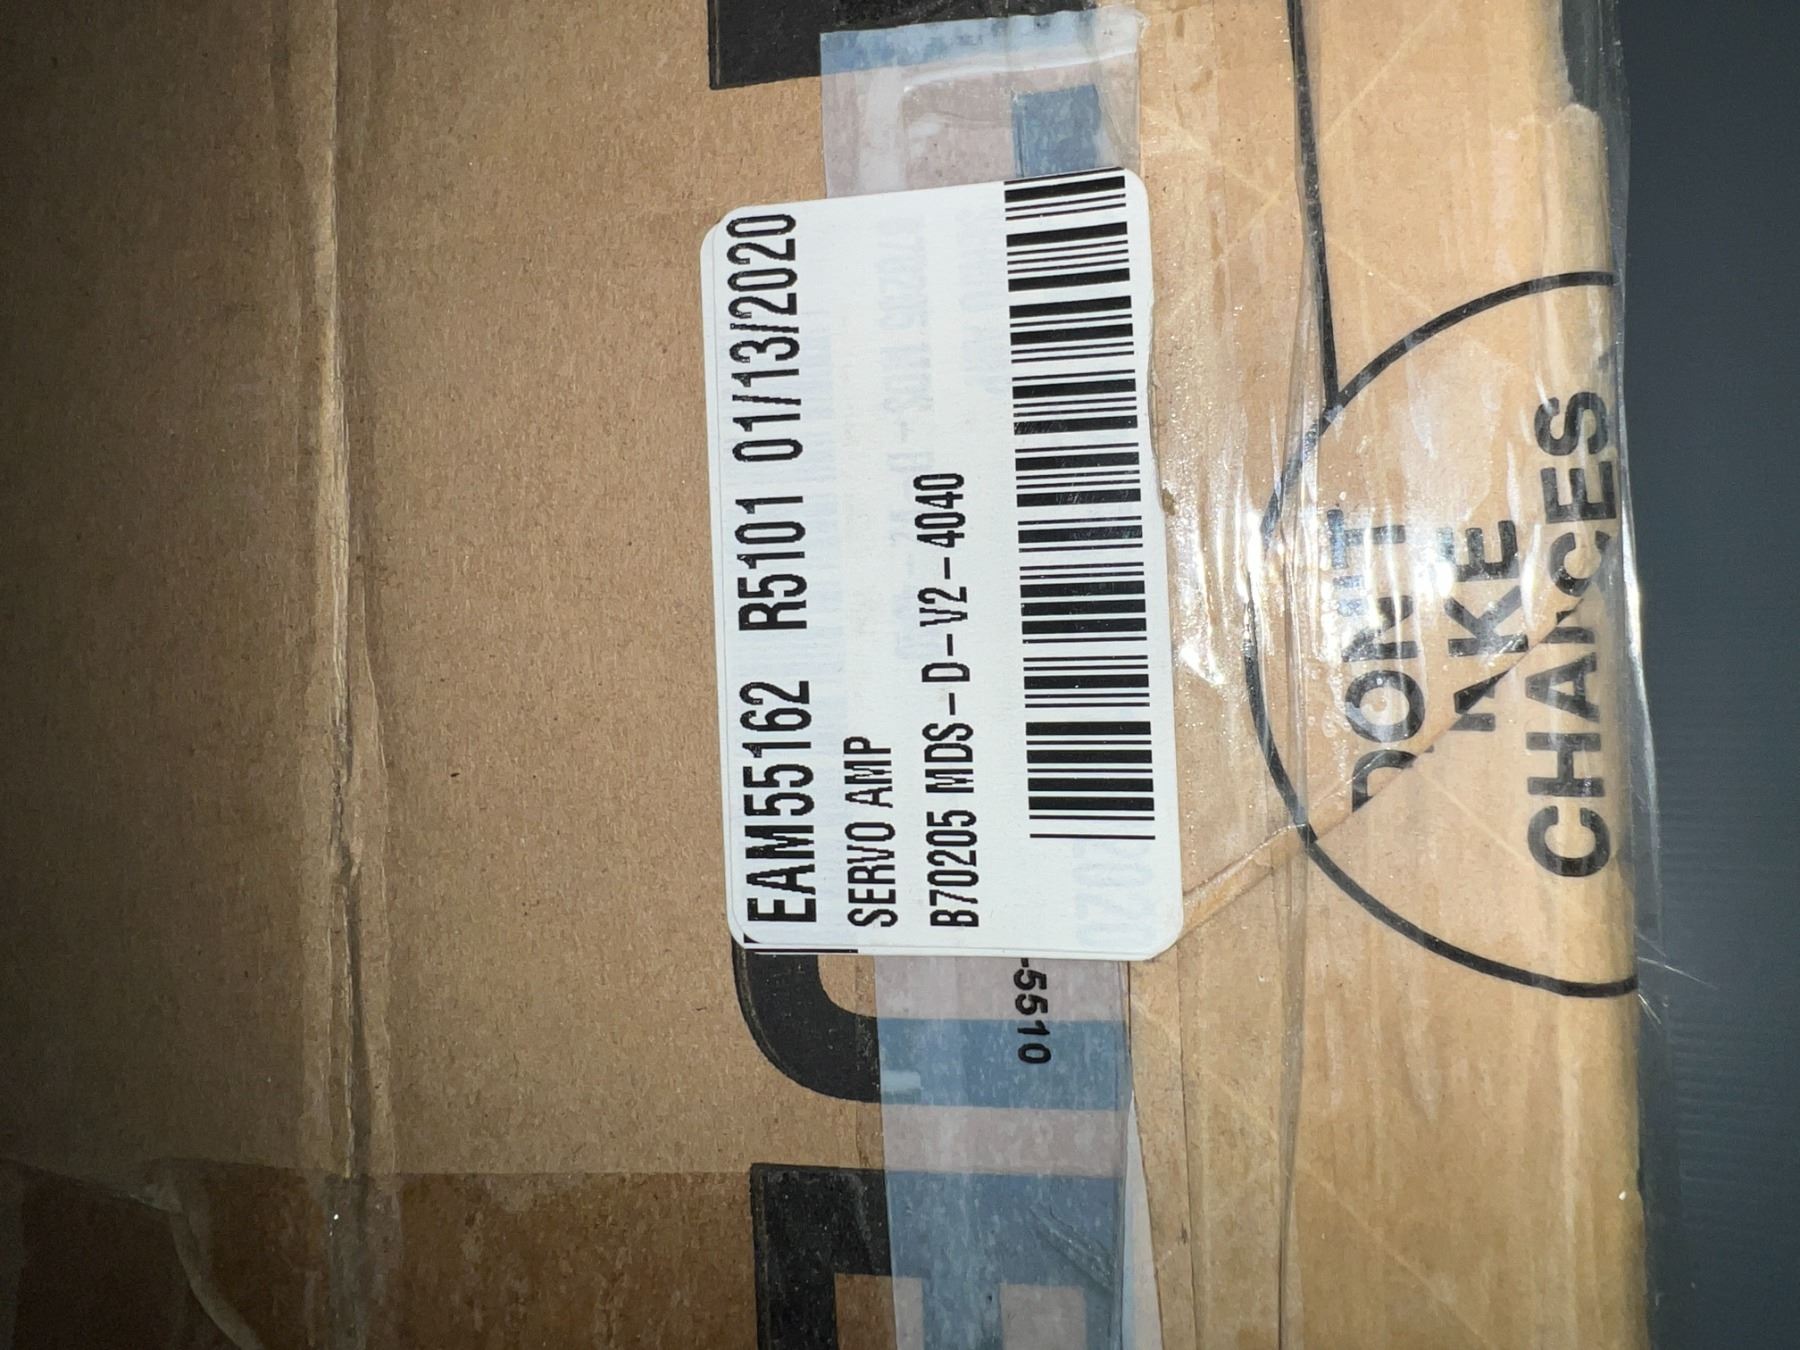 EAM55162 R5101 01/13/2020
SERVO AMP
B70205 MDS-D-V2-4040
-5510
DON'T
TAKE
CHANCES